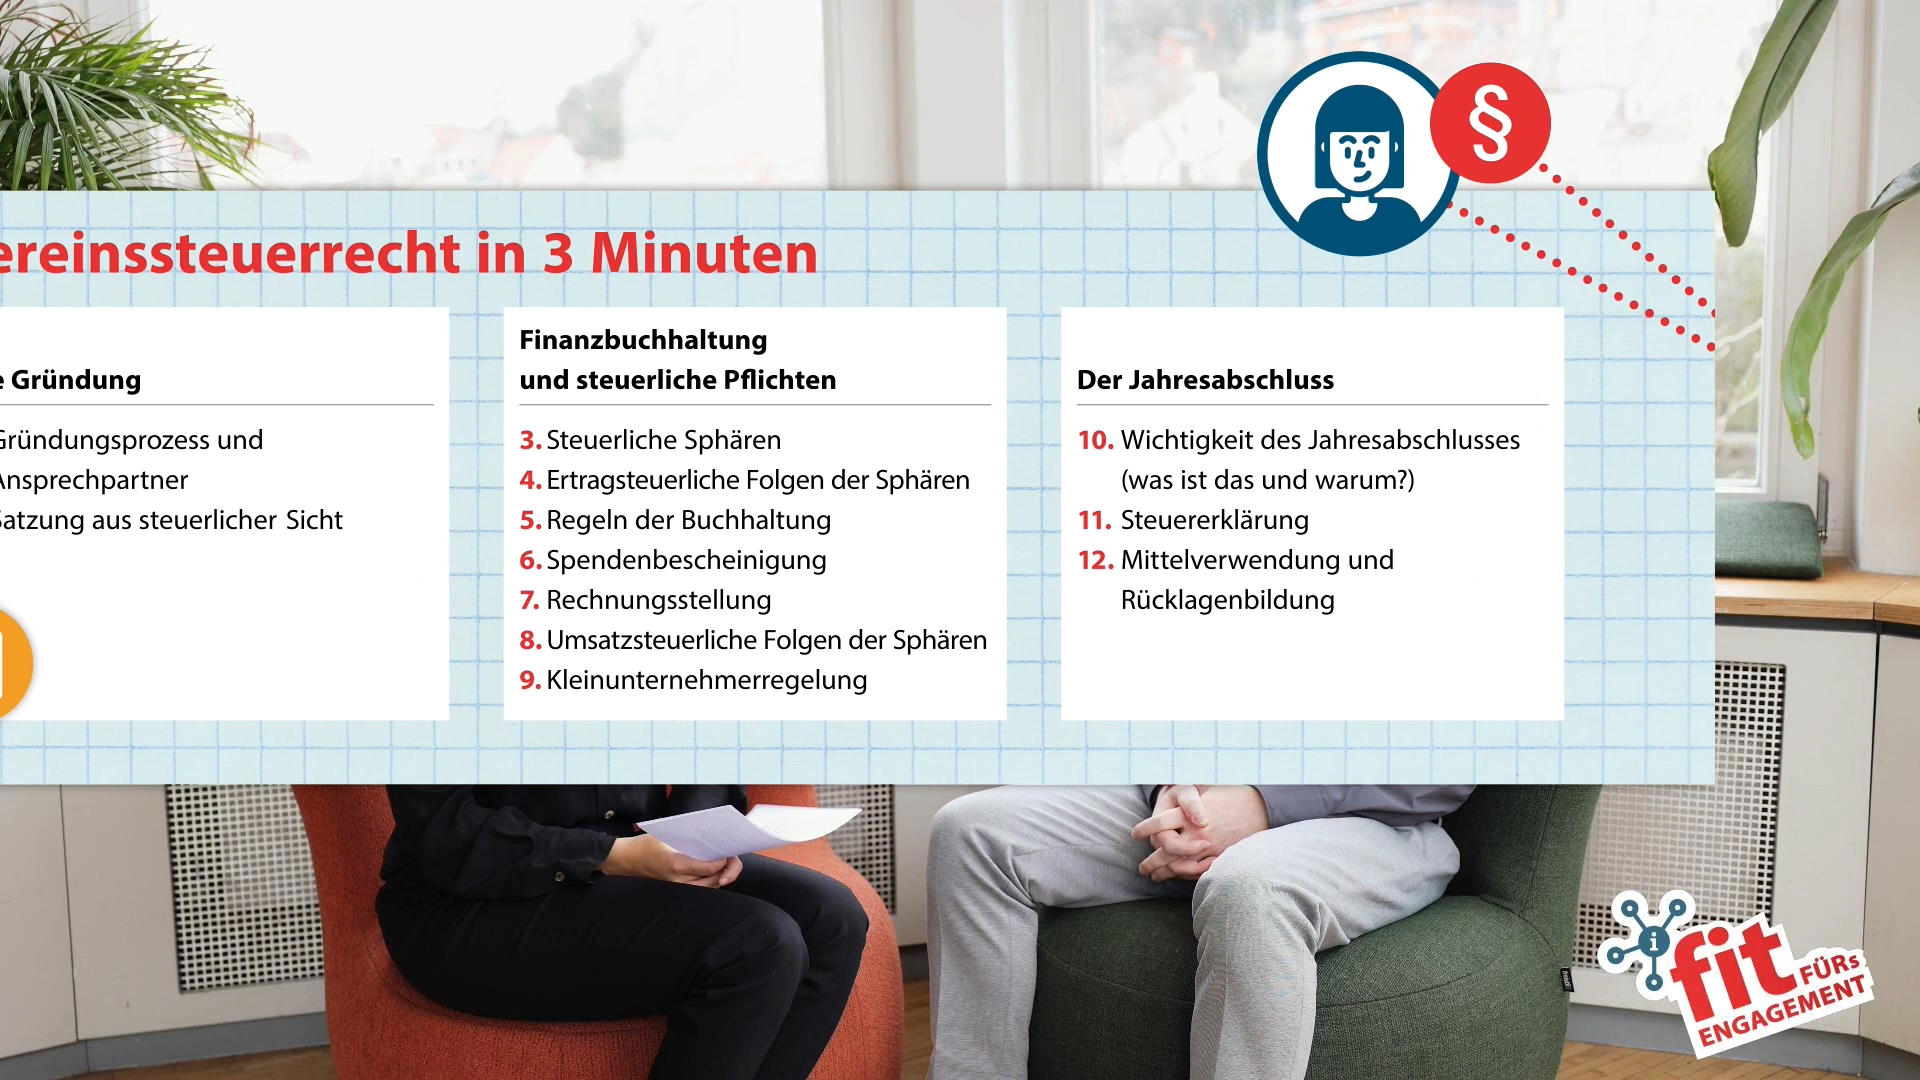 ereinssteuerrecht in 3 Minuten
§
e Gründung
Gründungsprozess und
Ansprechpartner
Satzung aus steuerlicher Sicht
Finanzbuchhaltung
und steuerliche Pflichten
3. Steuerliche Sphären
4. Ertragsteuerliche Folgen der Sphären
5. Regeln der Buchhaltung
6. Spendenbescheinigung
7. Rechnungsstellung
8. Umsatzsteuerliche Folgen der Sphären
9. Kleinunternehmerregelung
Der Jahresabschluss
10. Wichtigkeit des Jahresabschlusses
(was ist das und warum?)
11. Steuererklärung
12. Mittelverwendung und
Rücklagenbildung
i
fit FÜRs
ENGAGEMENT